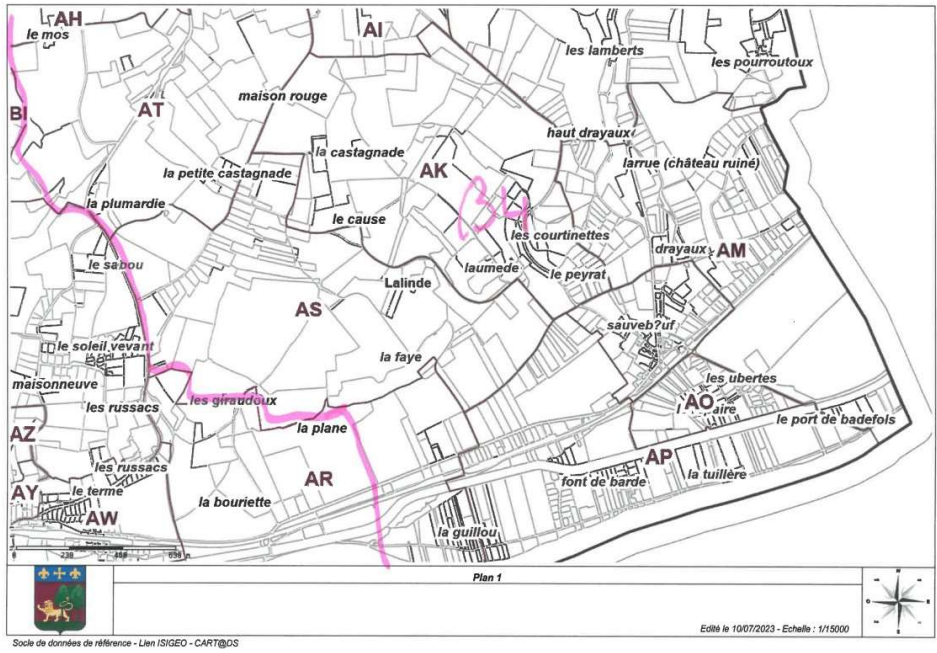 AH
le mos
AI
les lamberts
les pourroutoux
maison rouge
BI
AT
haut drayaux
la castagnade
larrue (château ruiné)
AK
la petite castagnade
B4
la plumardie
le cause
les courtinettes
drayaux
AM
le sabou
laumede
le peyrat
Lalinde
AS
sauveb?uf
le soleil vevant
la faye
maisonneuve
les ubertes
les giraudoux
les russacs
AO
aire
le port de badefols
la plane
AZ
AP
les russacs
la tuillère
AR
font de barde
AY
le terme
la bouriette
AW
la guillou
0
Plan 1
Edité le 10/07/2023 - Echelle : 1/15000
Socle de données de référence - Lien ISIGEO - CART@DS